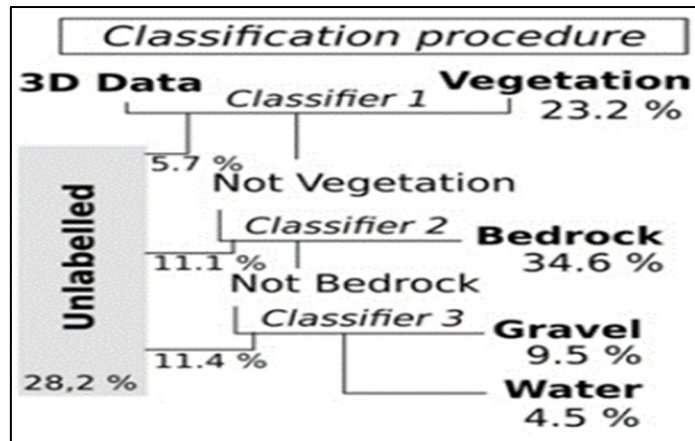 Classification procedure
3D Data
Classifier 1
Vegetation
23.2 %
5.7 %
Not Vegetation
Classifier 2
Bedrock
34.6 %
11.1 %
Not Bedrock
Classifier 3
Gravel
9.5 %
11.4 %
Water
4.5 %
Unlabelled
28,2 %